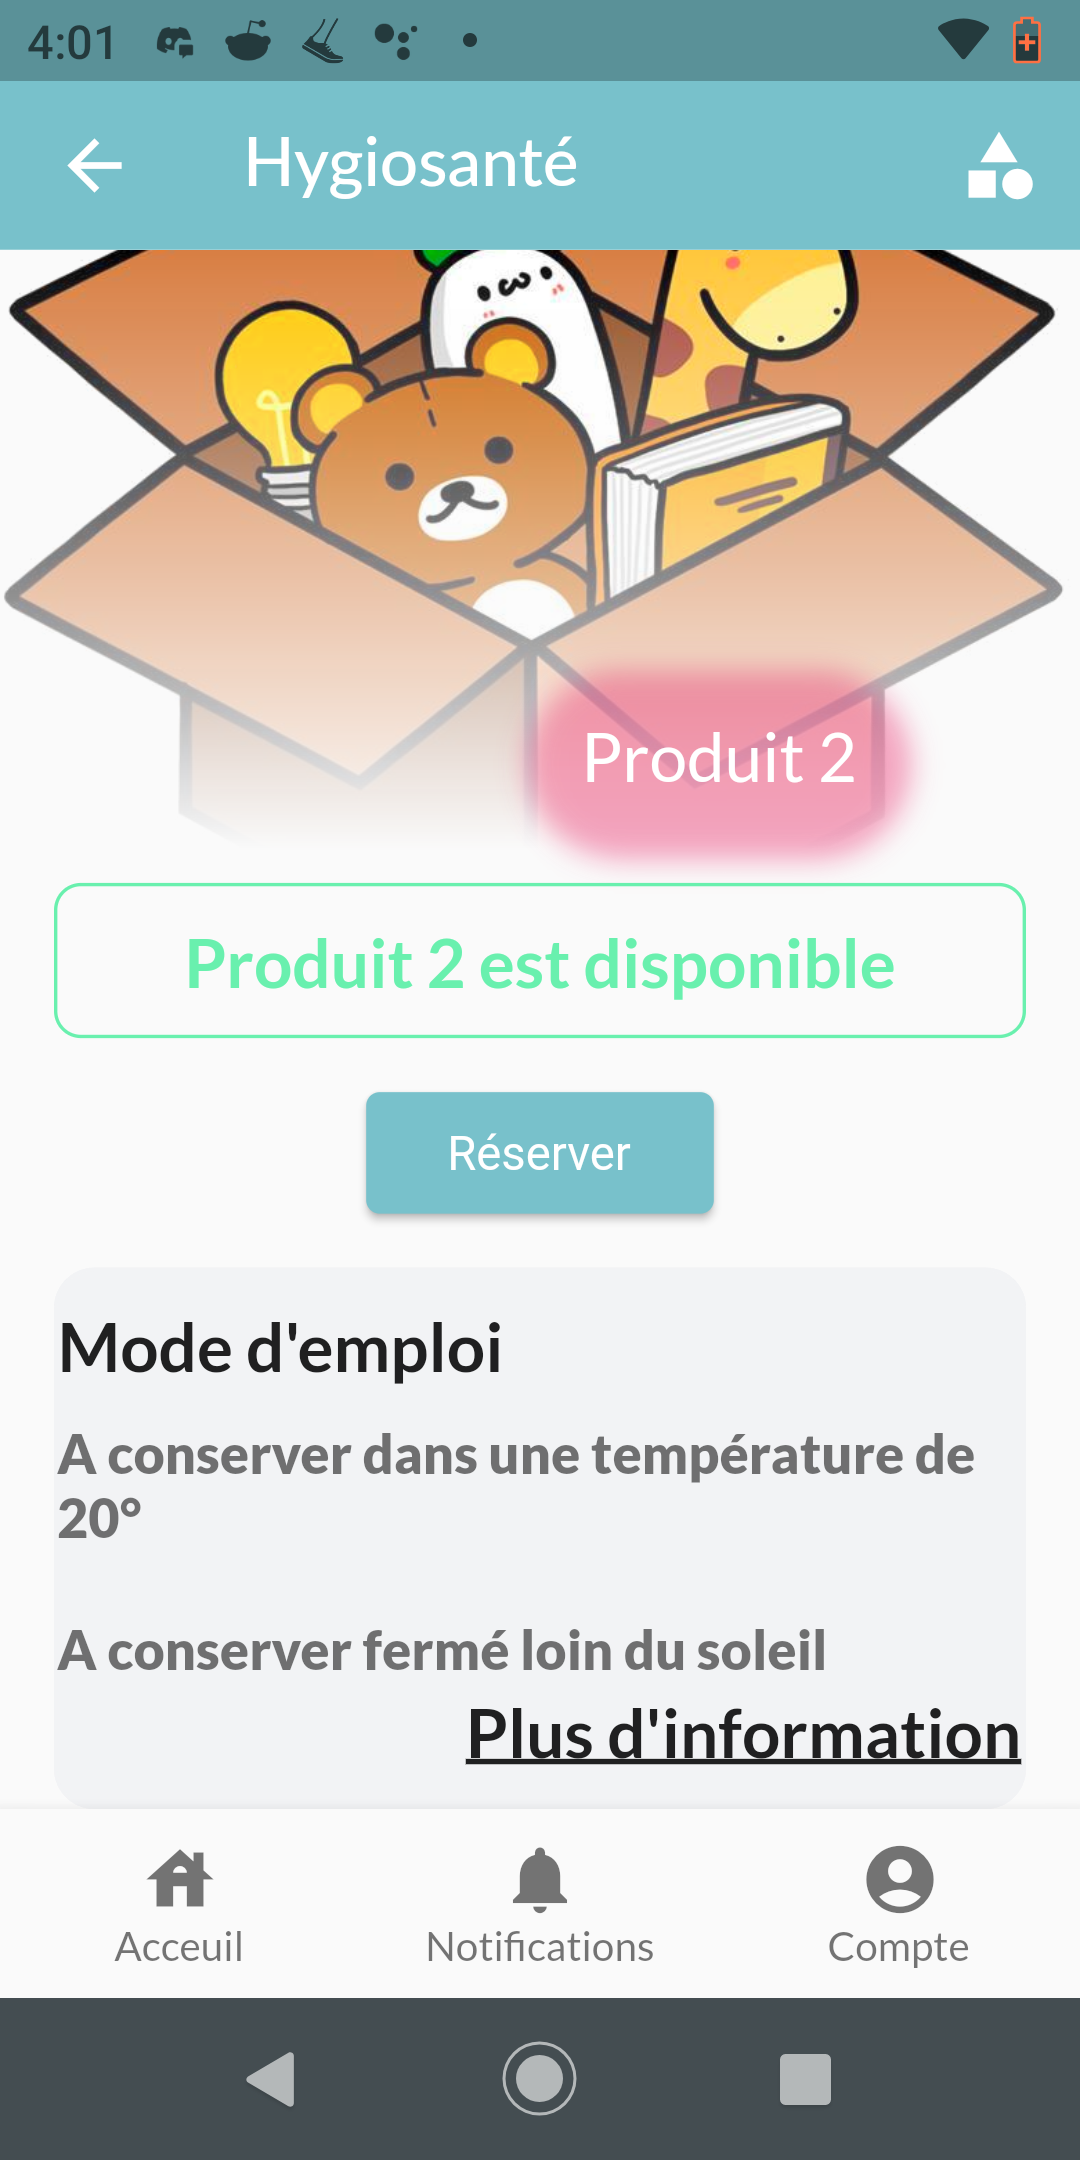 4:01
Hygiosanté
Produit 2
Produit 2 est disponible
Réserver
Mode d'emploi
A conserver dans une température de
20°
A conserver fermé loin du soleil
Plus d'information
Acceuil
Notifications
Compte